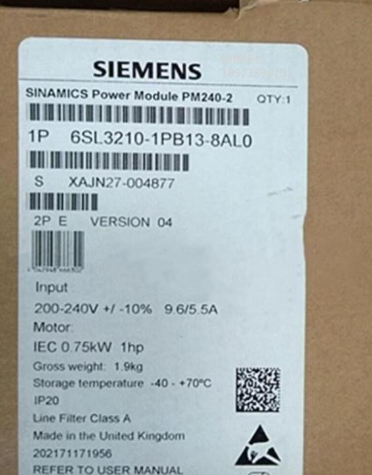 SIEMENS
SINAMICS Power Module PM240-2 QTY:1
1P 6SL3210-1PB13-8AL0
S XAJN27-004877
2P E VERSION 04
Input
200-240V +/ -10% 9.6/5.5A
Motor:
IEC 0.75kW 1hp
Gross weight: 1.9kg
Storage temperature -40 - +70ºC
IP20
Line Filter Class A
Made in the United Kingdom
202171171956
REFER TO USER MANUAL